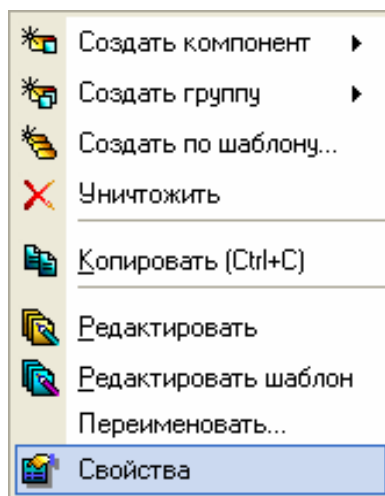 Создать компонент
Создать группу
Создать по шаблону...
Уничтожить
Копировать (Ctrl+C)
Редактировать
Редактировать шаблон
Переименовать...
Свойства